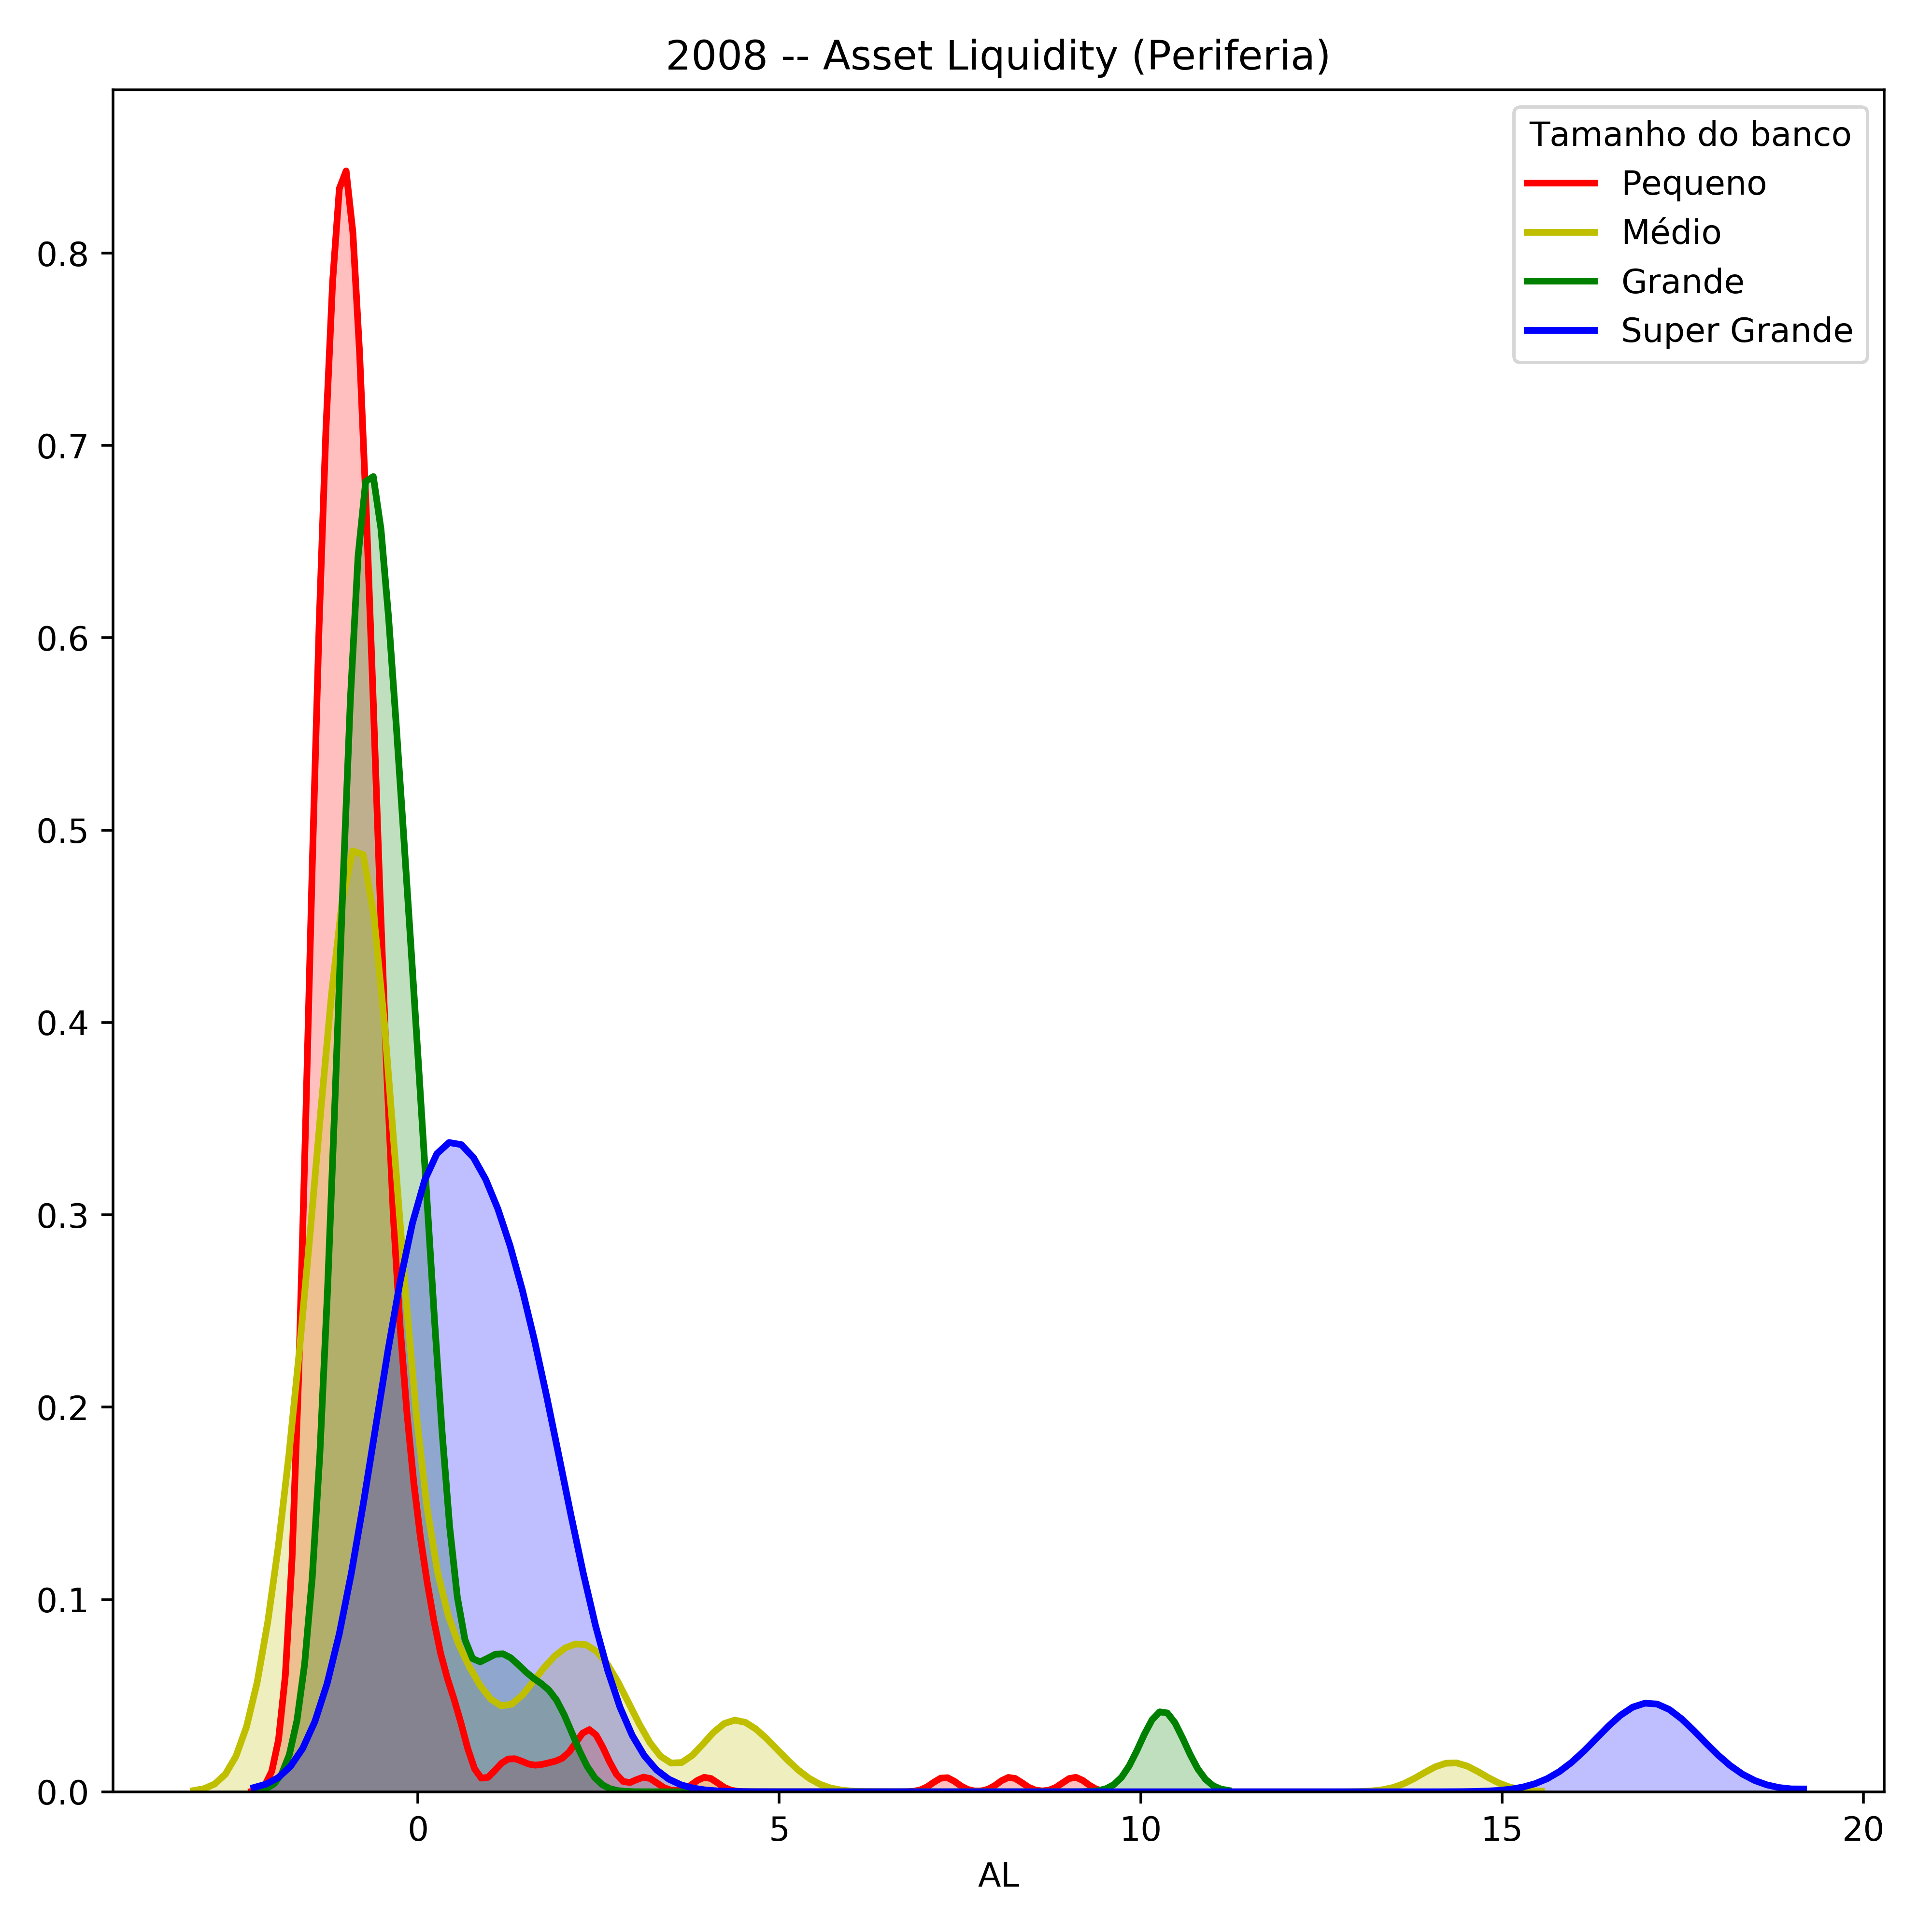 2008 -- Asset Liquidity (Periferia)
Tamanho do banco
Pequeno
Médio
Grande
Super Grande
0.8
0.7
0.6
0.5
0.4
0.3
0.2
0.1
0.0
0 5 10 15 20
AL